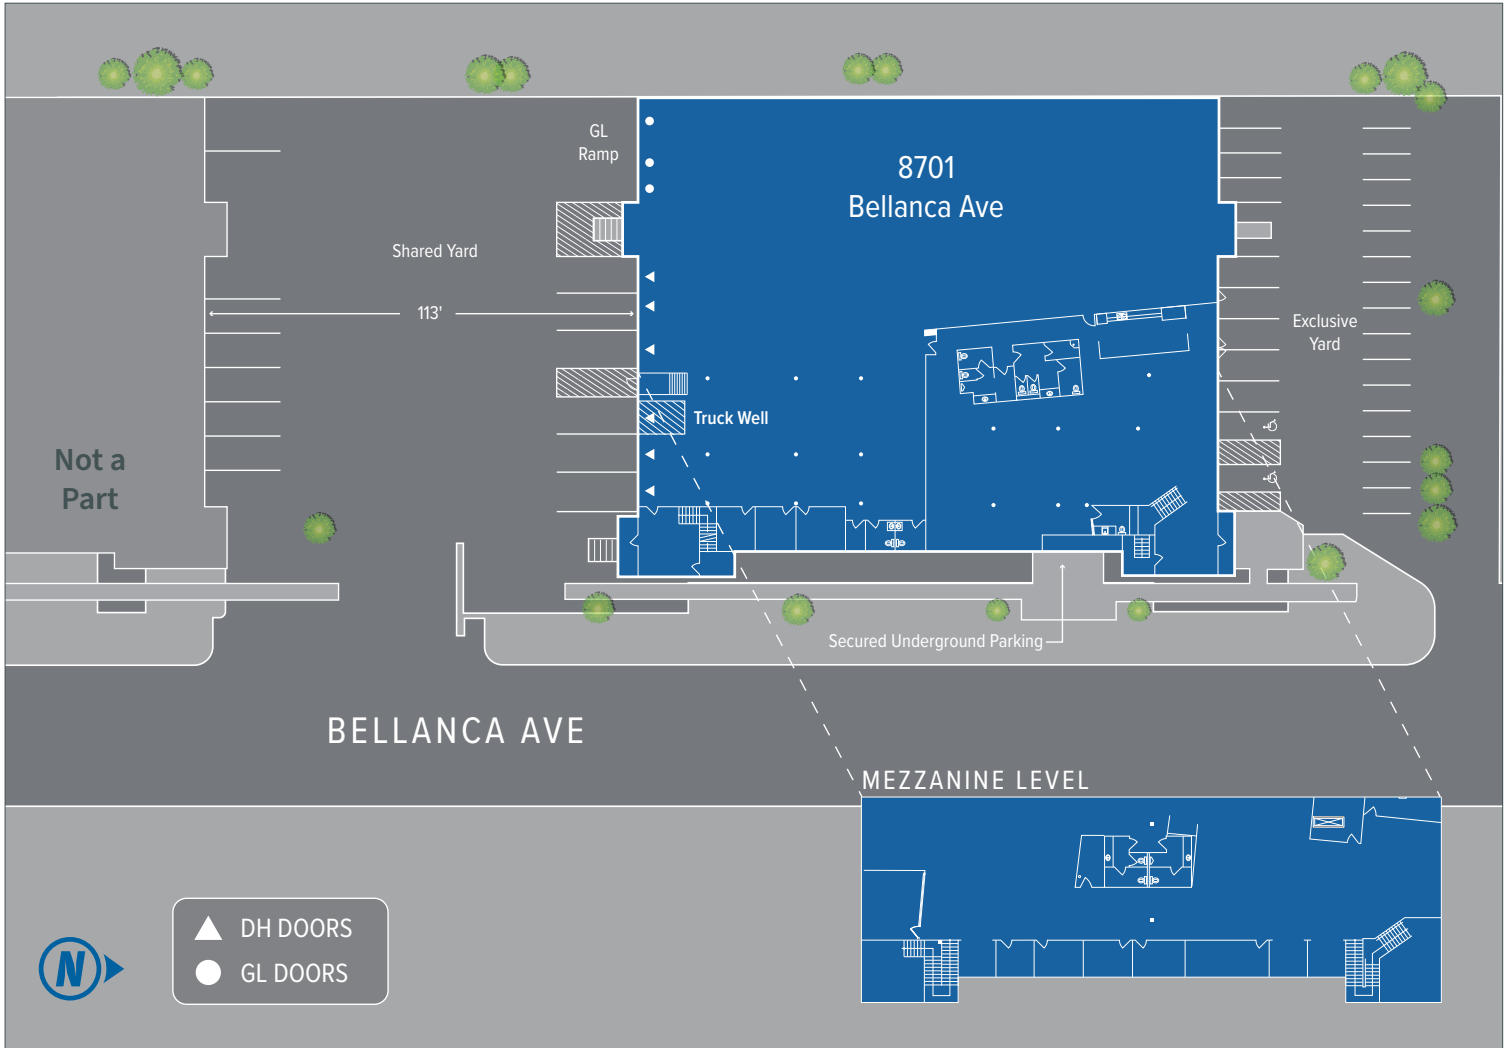 GL
Ramp
8701
Bellanca Ave
Shared Yard
113'
Exclusive
Yard
Truck Well
Not a
Part
Secured Underground Parking
BELLANCA AVE
MEZZANINE LEVEL
DH DOORS
GL DOORS
N